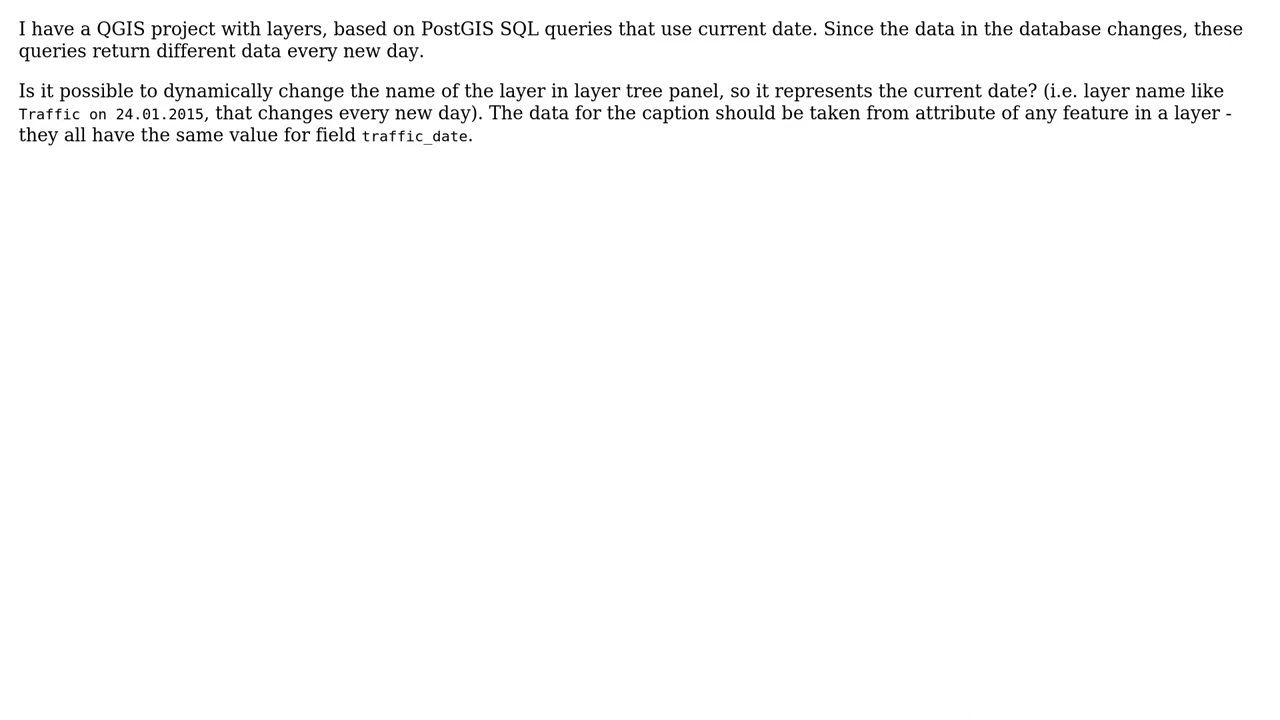 I have a QGIS project with layers, based on PostGIS SQL queries that use current date. Since the data in the database changes, these
queries return different data every new day.
Is it possible to dynamically change the name of the layer in layer tree panel, so it represents the current date? (i.e. layer name like
Traffic on 24.01.2015, that changes every new day). The data for the caption should be taken from attribute of any feature in a layer -
they all have the same value for field traffic_date.